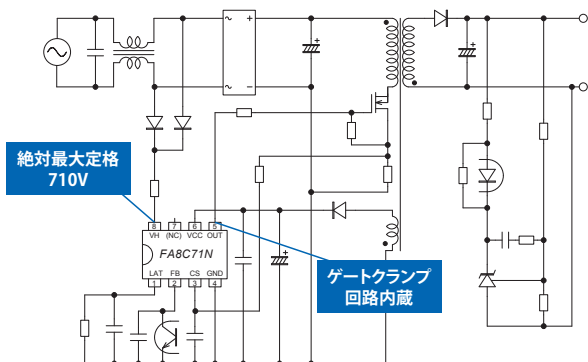 +
+
+
-
絶対最大定格
710V
8 7 6 5
VH (NC) VCC OUT
FA8C71N
LAT FB CS GND
1 2 3 4
+
ゲートクランプ
回路内蔵